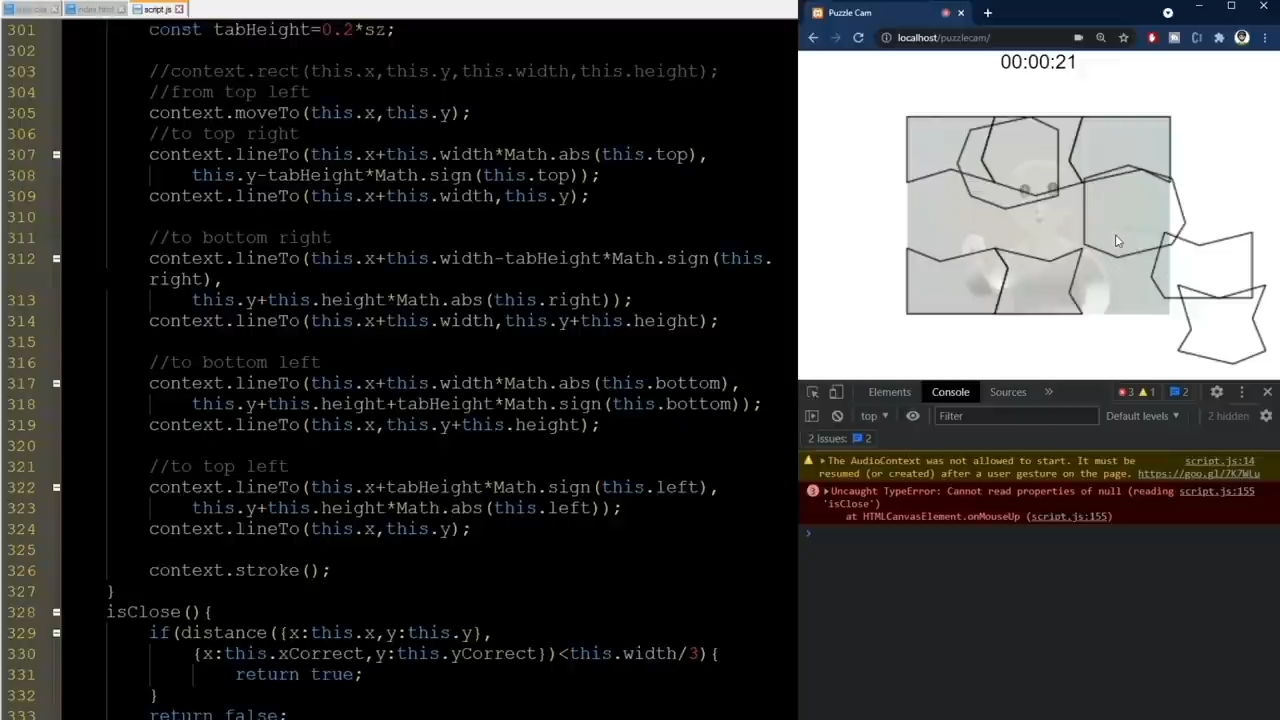 index.html
script.js
301 const tabHeight=0.2*sz;
302
303 //context.rect(this.x,this.y,this.width,this.height);
304 //from top left
305 context.moveTo(this.x,this.y);
306 //to top right
307 context.lineTo(this.x+this.width*Math.abs(this.top),
308 this.y-tabHeight*Math.sign(this.top));
309 context.lineTo(this.x+this.width,this.y);
310
311 //to bottom right
312 context.lineTo(this.x+this.width-tabHeight*Math.sign(this.
right),
313 this.y+this.height*Math.abs(this.right));
314 context.lineTo(this.x+this.width,this.y+this.height);
315
316 //to bottom left
317 context.lineTo(this.x+this.width*Math.abs(this.bottom),
318 this.y+this.height+tabHeight*Math.sign(this.bottom));
319 context.lineTo(this.x,this.y+this.height);
320
321 //to top left
322 context.lineTo(this.x+tabHeight*Math.sign(this.left),
323 this.y+this.height*Math.abs(this.left));
324 context.lineTo(this.x,this.y);
325
326 context.stroke();
327 }
328 isClose(){
329 if(distance({x:this.x,y:this.y},
330 {x:this.xCorrect,y:this.yCorrect})<this.width/3){
331 return true;
332 }
333 return false;
Puzzle Cam
localhost/puzzlecam/
00:00:21
Elements Console Sources » 3 1 2
top Filter Default levels 2 hidden
2 Issues: 2
The AudioContext was not allowed to start. It must be script.js:14
resumed (or created) after a user gesture on the page. https://goo.gl/7K7WLu
3 Uncaught TypeError: Cannot read properties of null (reading script.js:155
'isClose')
at HTMLCanvasElement.onMouseUp (script.js:155)